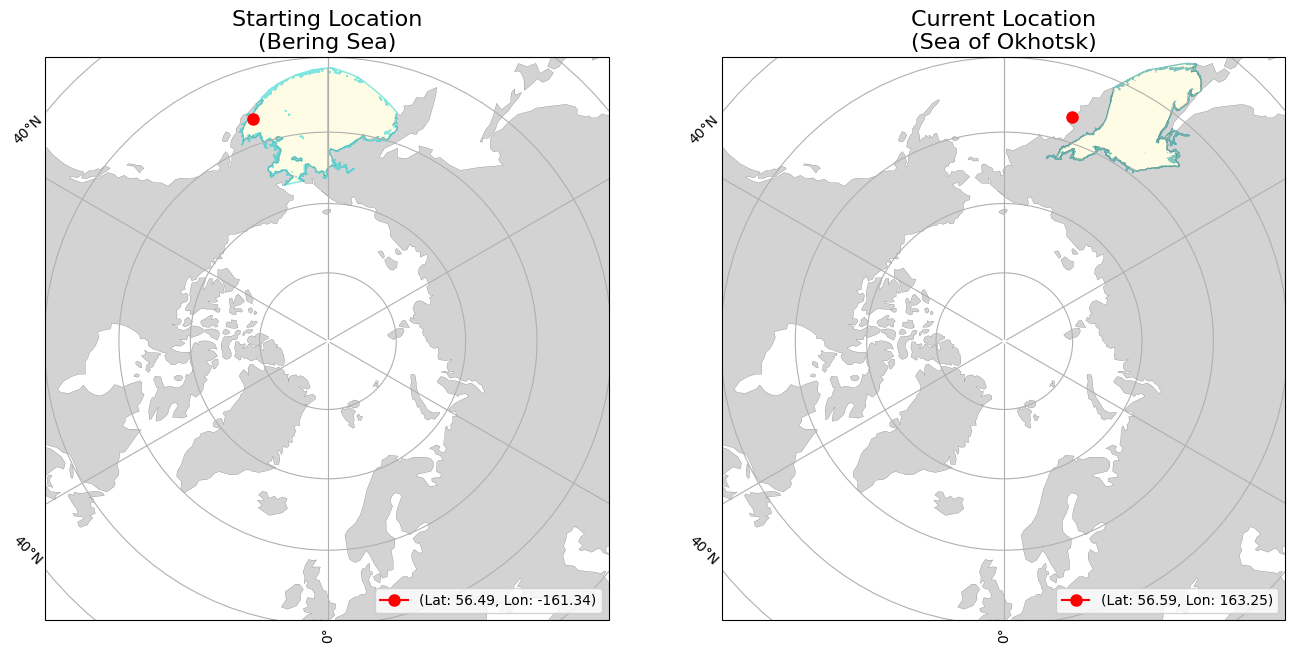 Starting Location
(Bering Sea)
40°N
40°N
0°
(Lat: 56.49, Lon: -161.34)
Current Location
(Sea of Okhotsk)
40°N
40°N
0°
(Lat: 56.59, Lon: 163.25)